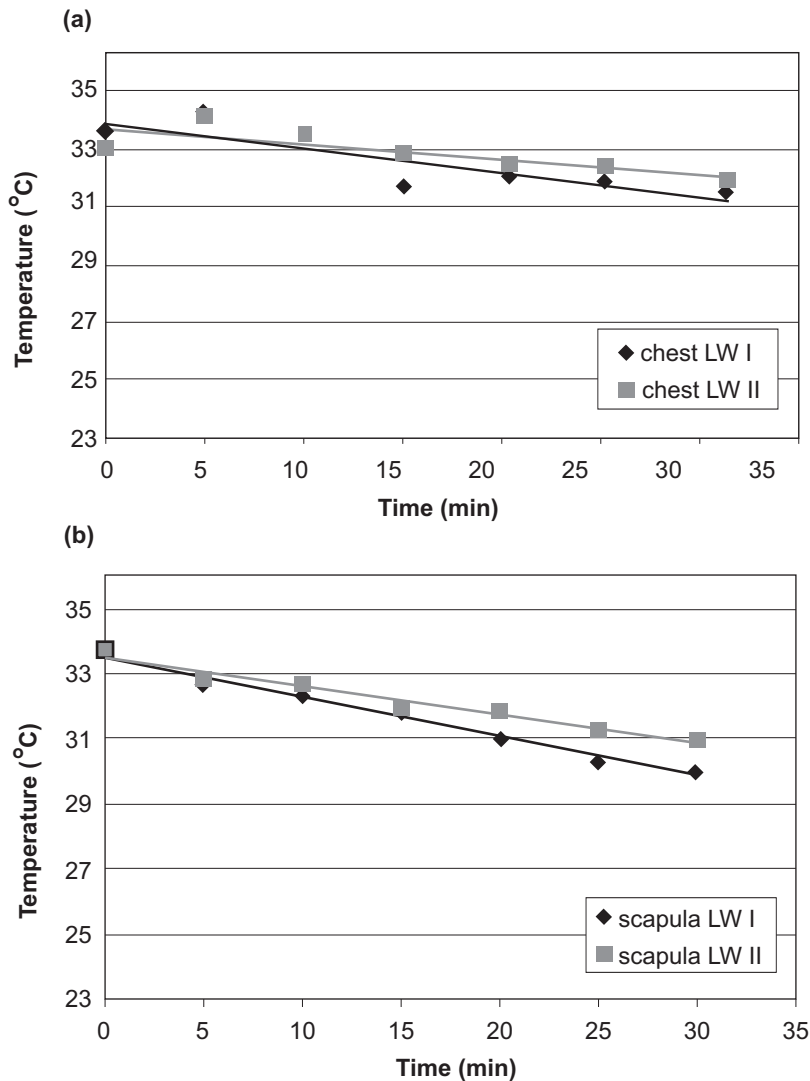 (a)
35
33
31
29
27
25
23
Temperature (°C)
chest LW I
chest LW II
0 5 10 15 20 25 30 35
Time (min)
(b)
35
33
31
29
27
25
23
Temperature (°C)
scapula LW I
scapula LW II
0 5 10 15 20 25 30 35
Time (min)